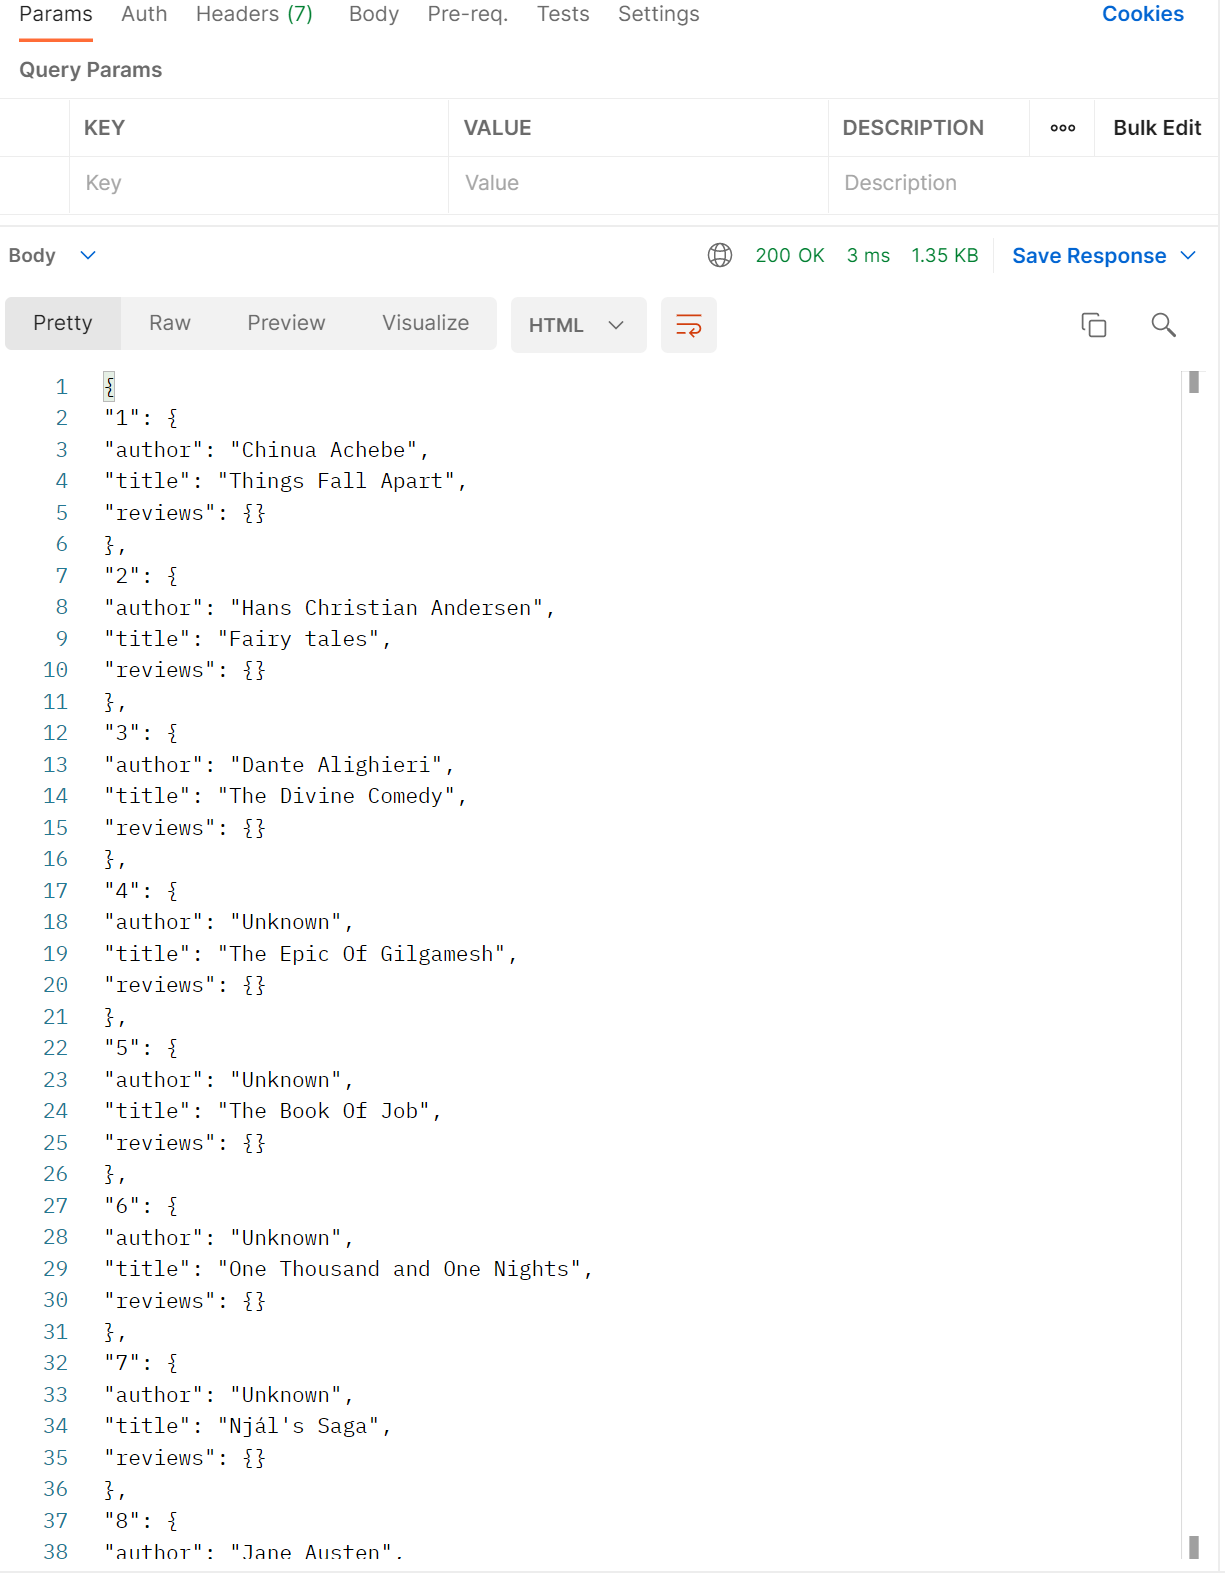 Params Auth Headers (7) Body Pre-req. Tests Settings Cookies
Query Params
KEY VALUE DESCRIPTION ooo Bulk Edit
Key Value Description
Body 200 OK 3 ms 1.35 KB Save Response
Pretty Raw Preview Visualize HTML
1 {
2 "1": {
3 "author": "Chinua Achebe",
4 "title": "Things Fall Apart",
5 "reviews": {}
6 },
7 "2": {
8 "author": "Hans Christian Andersen",
9 "title": "Fairy tales",
10 "reviews": {}
11 },
12 "3": {
13 "author": "Dante Alighieri",
14 "title": "The Divine Comedy",
15 "reviews": {}
16 },
17 "4": {
18 "author": "Unknown",
19 "title": "The Epic Of Gilgamesh",
20 "reviews": {}
21 },
22 "5": {
23 "author": "Unknown",
24 "title": "The Book Of Job",
25 "reviews": {}
26 },
27 "6": {
28 "author": "Unknown",
29 "title": "One Thousand and One Nights",
30 "reviews": {}
31 },
32 "7": {
33 "author": "Unknown",
34 "title": "Njál's Saga",
35 "reviews": {}
36 },
37 "8": {
38 "author": "Jane Austen",